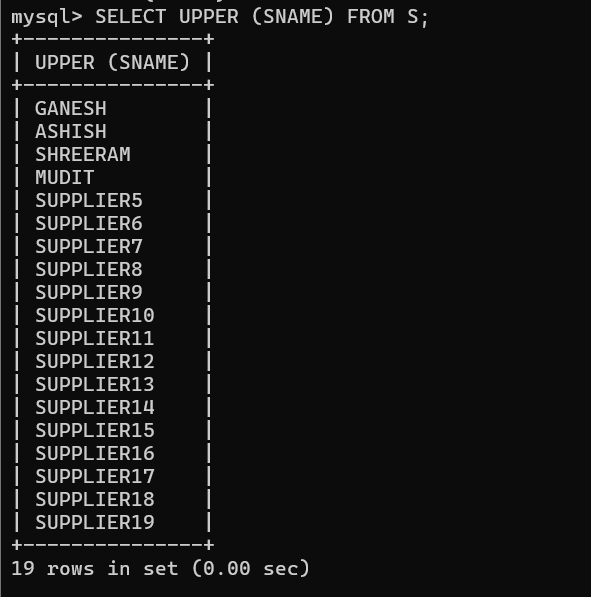 mysql> SELECT UPPER (SNAME) FROM S;
+---------------+
| UPPER (SNAME) |
+---------------+
| GANESH        |
| ASHISH        |
| SHREERAM      |
| MUDIT         |
| SUPPLIER5     |
| SUPPLIER6     |
| SUPPLIER7     |
| SUPPLIER8     |
| SUPPLIER9     |
| SUPPLIER10    |
| SUPPLIER11    |
| SUPPLIER12    |
| SUPPLIER13    |
| SUPPLIER14    |
| SUPPLIER15    |
| SUPPLIER16    |
| SUPPLIER17    |
| SUPPLIER18    |
| SUPPLIER19    |
+---------------+
19 rows in set (0.00 sec)